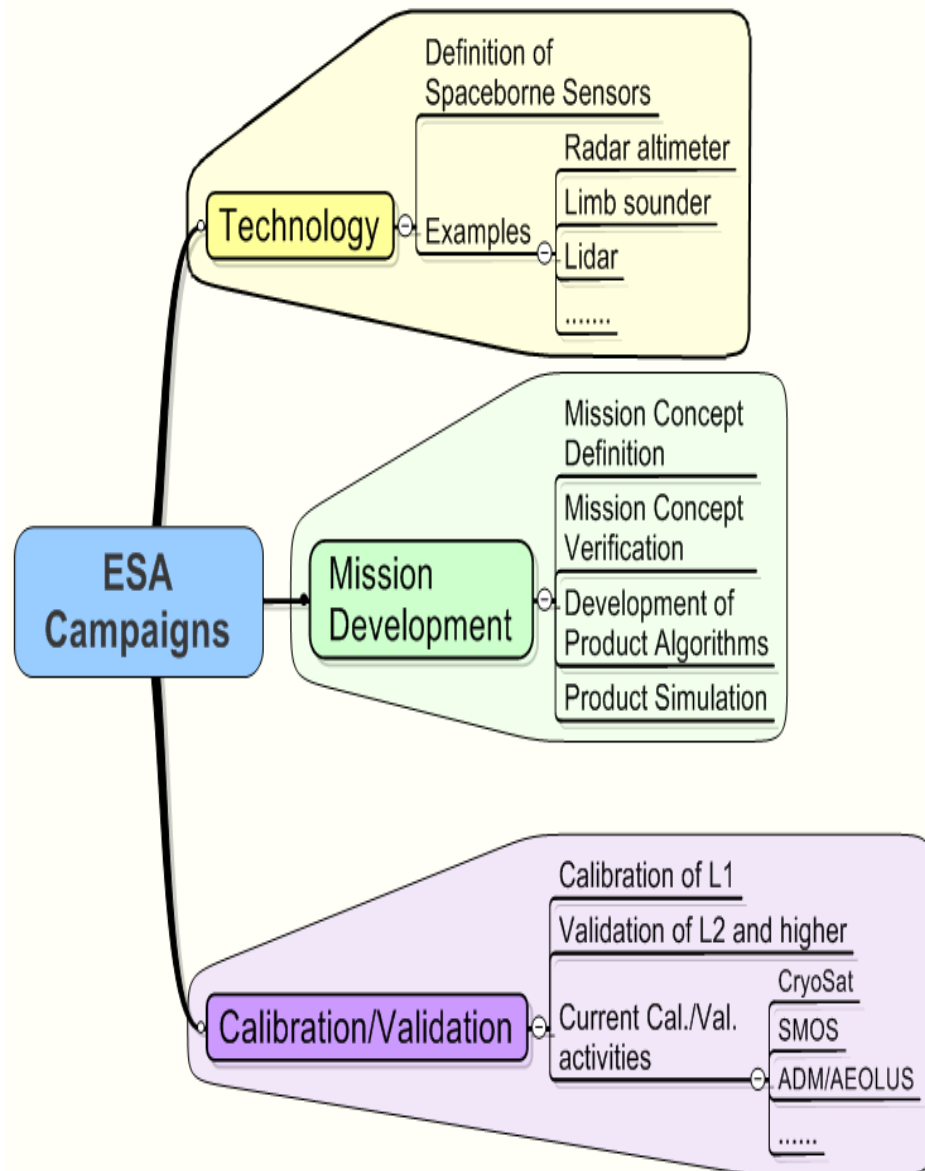 Definition of
Spaceborne Sensors
Radar altimeter
Limb sounder
Technology
Examples
Lidar
.......
Mission Concept
Definition
Mission Concept
Verification
ESA
Campaigns
Mission
Development
Development of
Product Algorithms
Product Simulation
Calibration of L1
Validation of L2 and higher
CryoSat
Calibration/Validation
Current Cal./Val.
activities
SMOS
ADM/AEOLUS
......